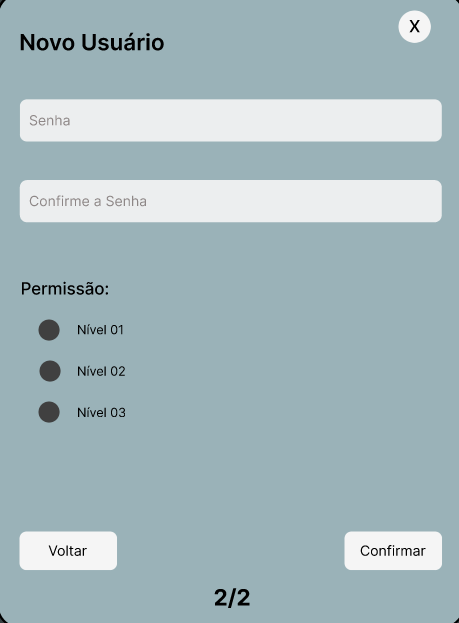 Novo Usuário
X
Senha
Confirme a Senha
Permissão:
Nível 01
Nível 02
Nível 03
Voltar
Confirmar
2/2